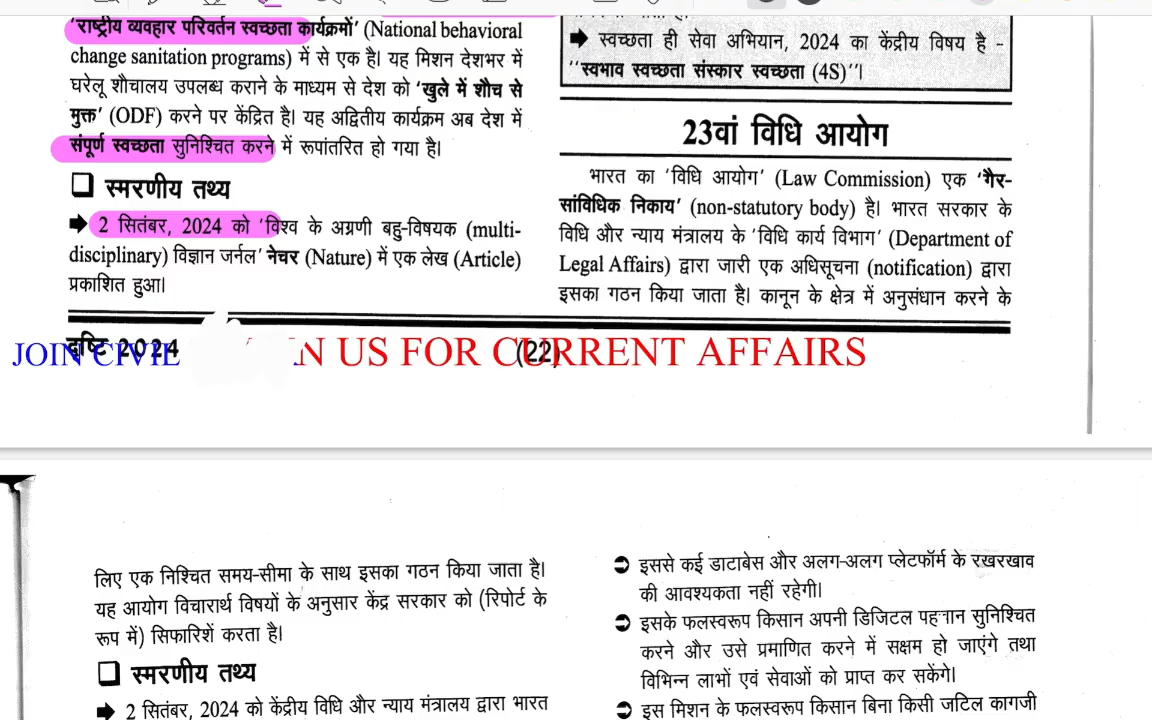 'राष्ट्रीय व्यवहार परिवर्तन स्वच्छता कार्यक्रमों' (National behavioral
change sanitation programs) में से एक है। यह मिशन देशभर में
घरेलू शौचालय उपलब्ध कराने के माध्यम से देश को 'खुले में शौच से
मुक्त' (ODF) करने पर केंद्रित है। यह अद्वितीय कार्यक्रम अब देश में
संपूर्ण स्वच्छता सुनिश्चित करने में रूपांतरित हो गया है।
❑ स्मरणीय तथ्य
➡ 2 सितंबर, 2024 को 'विश्व के अग्रणी बहु-विषयक (multi-
disciplinary) विज्ञान जर्नल' नेचर (Nature) में एक लेख (Article)
प्रकाशित हुआ।
➡ स्वच्छता ही सेवा अभियान, 2024 का केंद्रीय विषय है -
''स्वभाव स्वच्छता संस्कार स्वच्छता (4S)''।
23वां विधि आयोग
भारत का 'विधि आयोग' (Law Commission) एक 'गैर-
सांविधिक निकाय' (non-statutory body) है। भारत सरकार के
विधि और न्याय मंत्रालय के 'विधि कार्य विभाग' (Department of
Legal Affairs) द्वारा जारी एक अधिसूचना (notification) द्वारा
इसका गठन किया जाता है। कानून के क्षेत्र में अनुसंधान करने के
दृष्टि 2024 (22)
JOIN CIVIL N US FOR CURRENT AFFAIRS
लिए एक निश्चित समय-सीमा के साथ इसका गठन किया जाता है।
यह आयोग विचारार्थ विषयों के अनुसार केंद्र सरकार को (रिपोर्ट के
रूप में) सिफारिशें करता है।
❑ स्मरणीय तथ्य
➡ 2 सितंबर, 2024 को केंद्रीय विधि और न्याय मंत्रालय द्वारा भारत
➲ इससे कई डाटाबेस और अलग-अलग प्लेटफॉर्म के रखरखाव
की आवश्यकता नहीं रहेगी।
➲ इसके फलस्वरूप किसान अपनी डिजिटल पहचान सुनिश्चित
करने और उसे प्रमाणित करने में सक्षम हो जाएंगे तथा
विभिन्न लाभों एवं सेवाओं को प्राप्त कर सकेंगे।
➲ इस मिशन के फलस्वरूप किसान बिना किसी जटिल कागजी